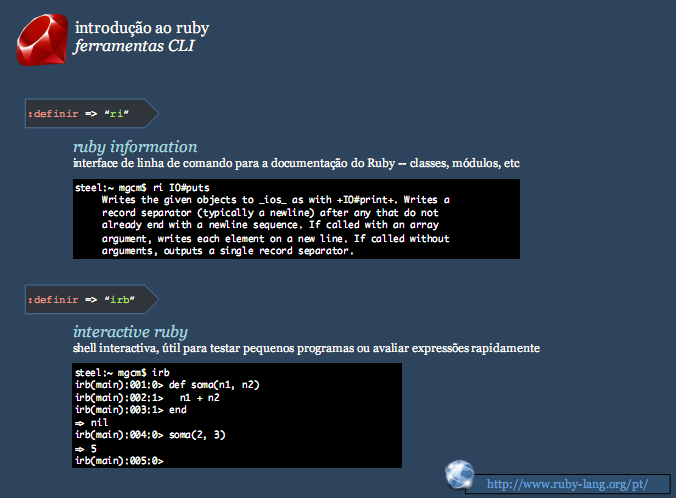 introdução ao ruby
ferramentas CLI
:definir => "ri"
ruby information
interface de linha de comando para a documentação do Ruby -- classes, módulos, etc
steel:~ mgcm$ ri IO#puts
Writes the given objects to _ios_ as with +IO#print+. Writes a
record separator (typically a newline) after any that do not
already end with a newline sequence. If called with an array
argument, writes each element on a new line. If called without
arguments, outputs a single record separator.
:definir => "irb"
interactive ruby
shell interactiva, útil para testar pequenos programas ou avaliar expressões rapidamente
steel:~ mgcm$ irb
irb(main):001:0> def soma(n1, n2)
irb(main):002:1>   n1 + n2
irb(main):003:1> end
=> nil
irb(main):004:0> soma(2, 3)
=> 5
irb(main):005:0>
http://www.ruby-lang.org/pt/